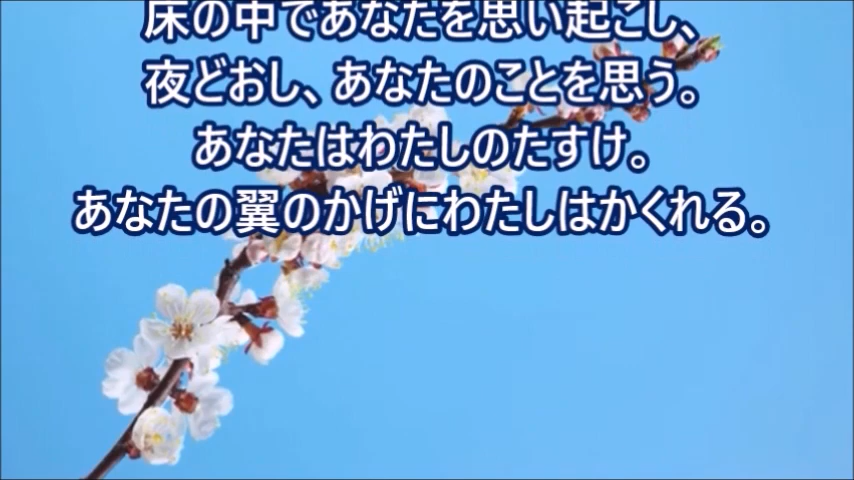 床の中であなたを思い起こし、
夜どおし、あなたのことを思う。
あなたはわたしのたすけ。
あなたの翼のかげにわたしはかくれる。